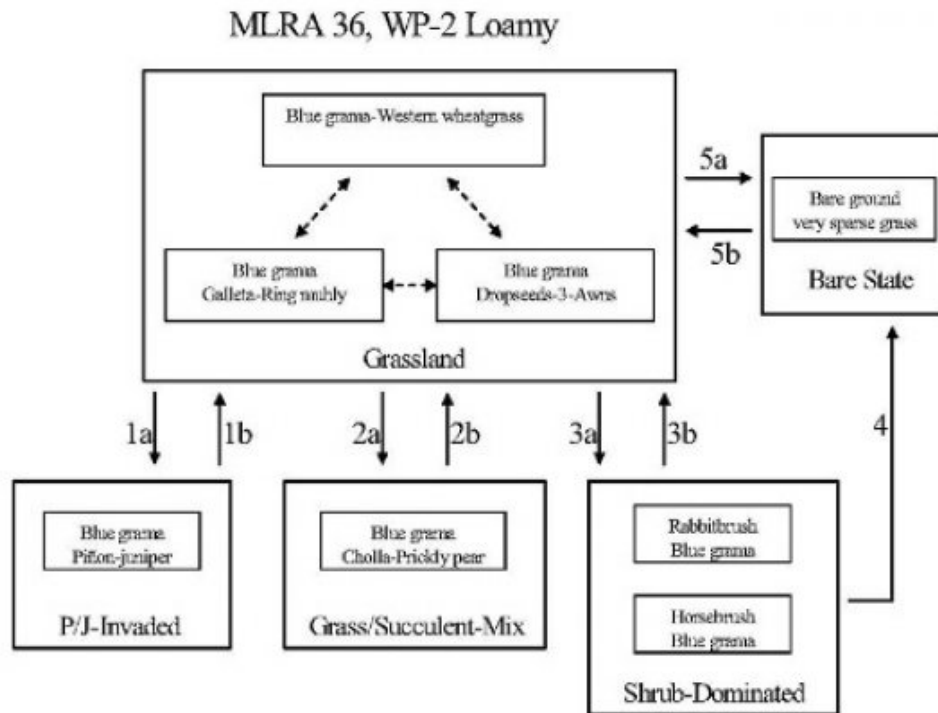 MLRA 36, WP-2 Loamy
Blue grama-Western wheatgrass
Blue grama
Galleta-Ring muhly
Blue grama
Dropseeds-3-Awns
Grassland
5a
5b
Bare ground
very sparse grass
Bare State
1a
1b
2a
2b
3a
3b
4
Blue grama
Piñon-juniper
P/J-Invaded
Blue grama
Cholla-Prickly pear
Grass/Succulent-Mix
Rabbitbrush
Blue grama
Horsebrush
Blue grama
Shrub-Dominated